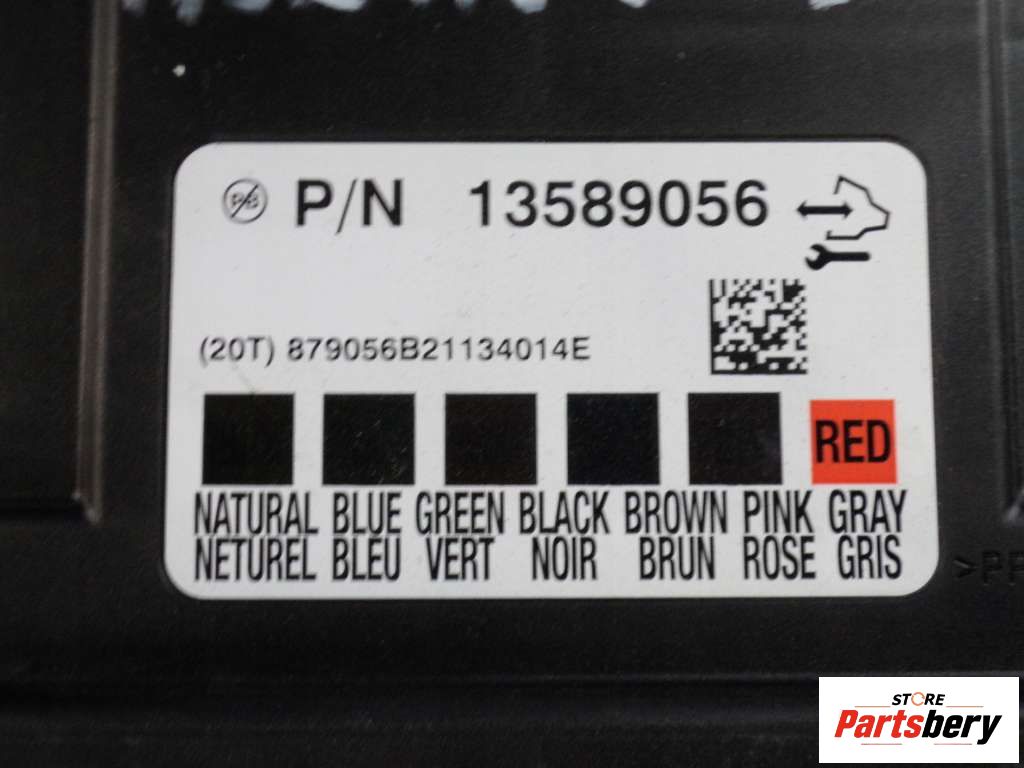 P/N 13589056
(20T) 879056B21134014E
RED
NATURAL BLUE GREEN BLACK BROWN PINK GRAY
NETUREL BLEU VERT NOIR BRUN ROSE GRIS
STORE
Partsbery